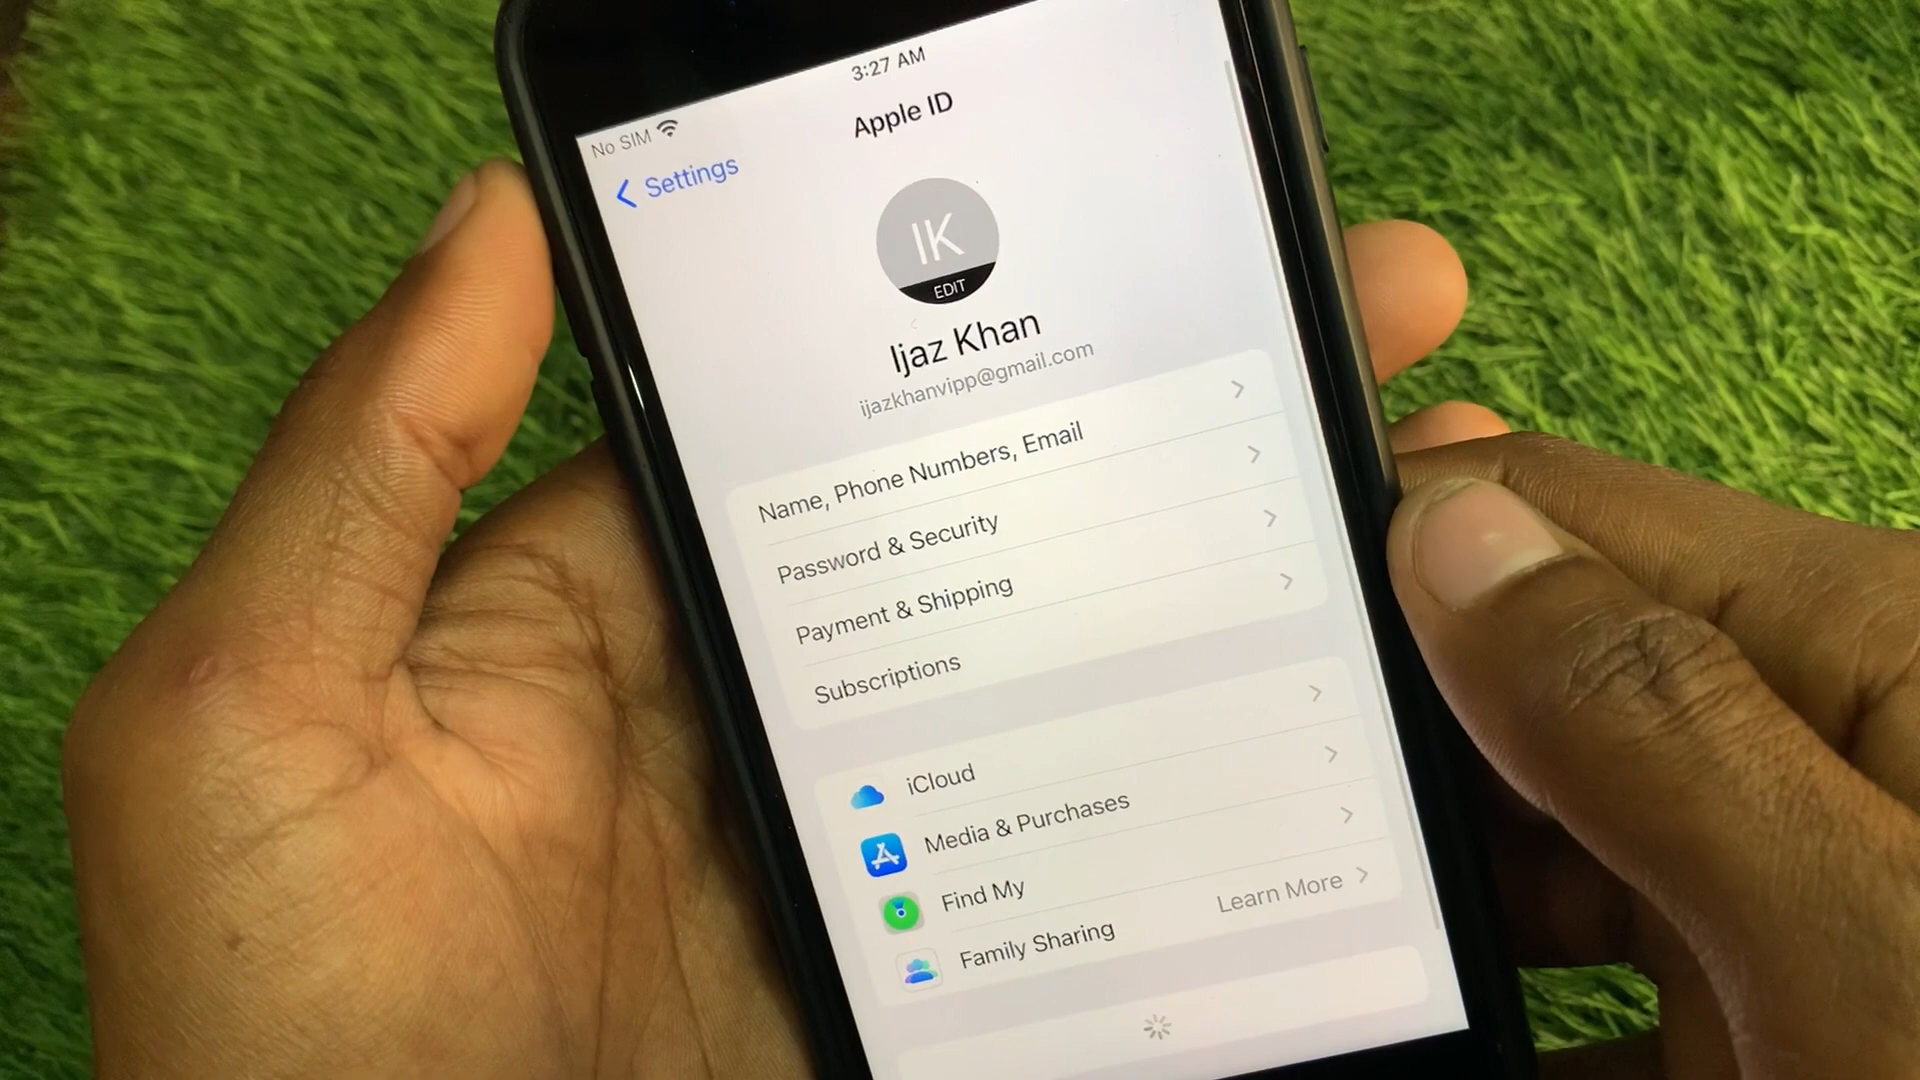 3:27 AM
No SIM
Apple ID
Settings
IK
EDIT
Ijaz Khan
ijazkhanvipp@gmail.com
Name, Phone Numbers, Email
Password & Security
Payment & Shipping
Subscriptions
iCloud
Media & Purchases
Find My
Family Sharing
Learn More